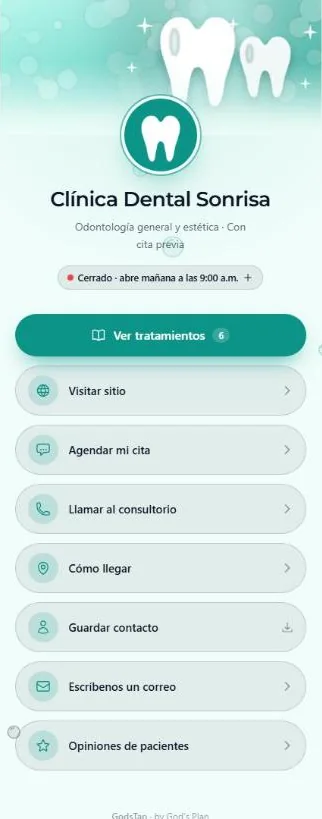 Clínica Dental Sonrisa
Odontología general y estética · Con
cita previa
Cerrado · abre mañana a las 9:00 a.m. +
Ver tratamientos 6
Visitar sitio
Agendar mi cita
Llamar al consultorio
Cómo llegar
Guardar contacto
Escríbenos un correo
Opiniones de pacientes
GodsTap · by God's Plan